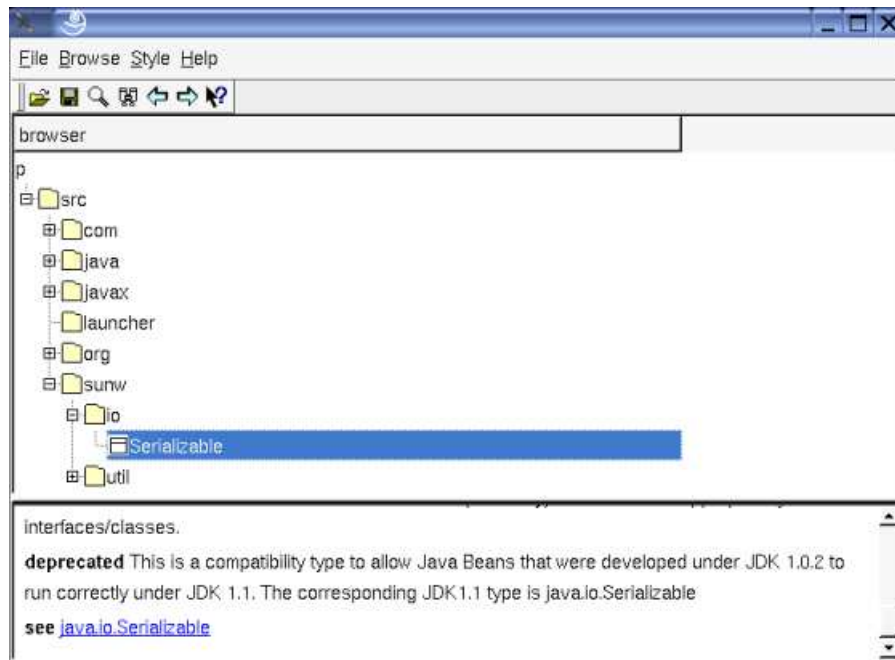 File Browse Style Help
browser
p
src
com
java
javax
launcher
org
sunw
io
Serializable
util
interfaces/classes.
deprecated This is a compatibility type to allow Java Beans that were developed under JDK 1.0.2 to
run correctly under JDK 1.1. The corresponding JDK1.1 type is java.io.Serializable
see java.io.Serializable